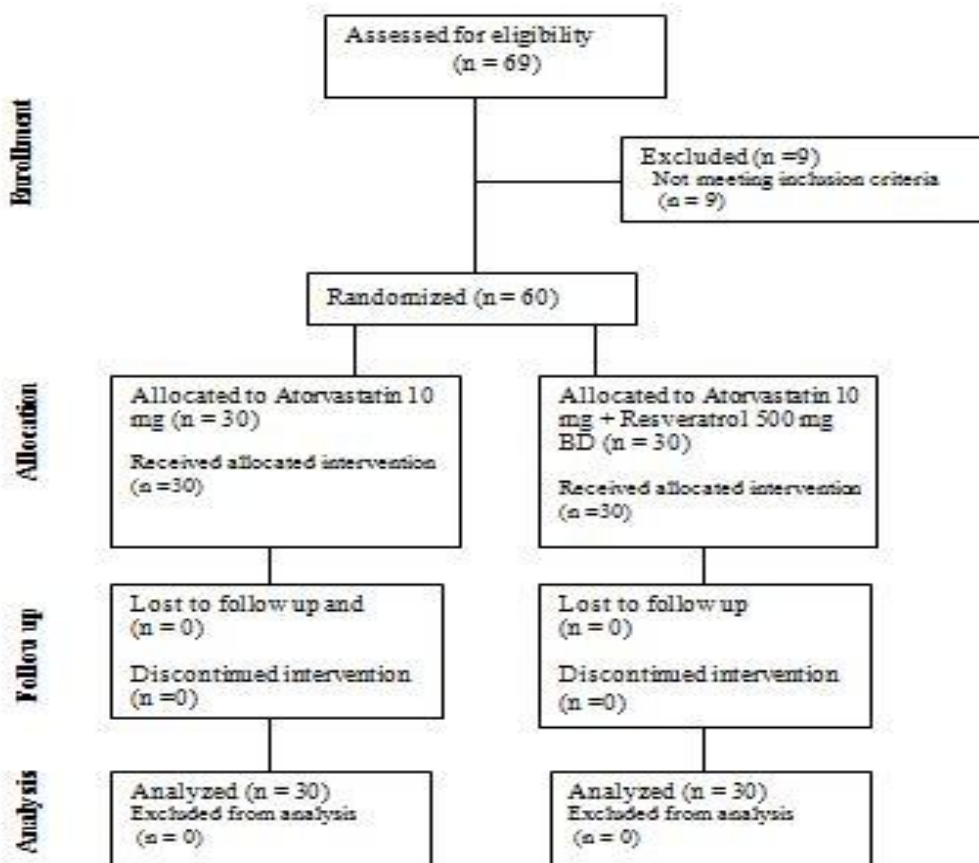 Assessed for eligibility
(n = 69)
Enrollment
Excluded (n =9)
Not meeting inclusion criteria
(n = 9)
Randomized (n = 60)
Allocation
Allocated to Atorvastatin 10
mg (n = 30)
Received allocated intervention
(n =30)
Allocated to Atorvastatin 10
mg + Resveratrol 500 mg
BD (n = 30)
Received allocated intervention
(n =30)
Follow up
Lost to follow up and
(n = 0)
Discontinued intervention
(n =0)
Lost to follow up
(n = 0)
Discontinued intervention
(n =0)
Analysis
Analyzed (n = 30)
Excluded from analysis
(n = 0)
Analyzed (n = 30)
Excluded from analysis
(n = 0)